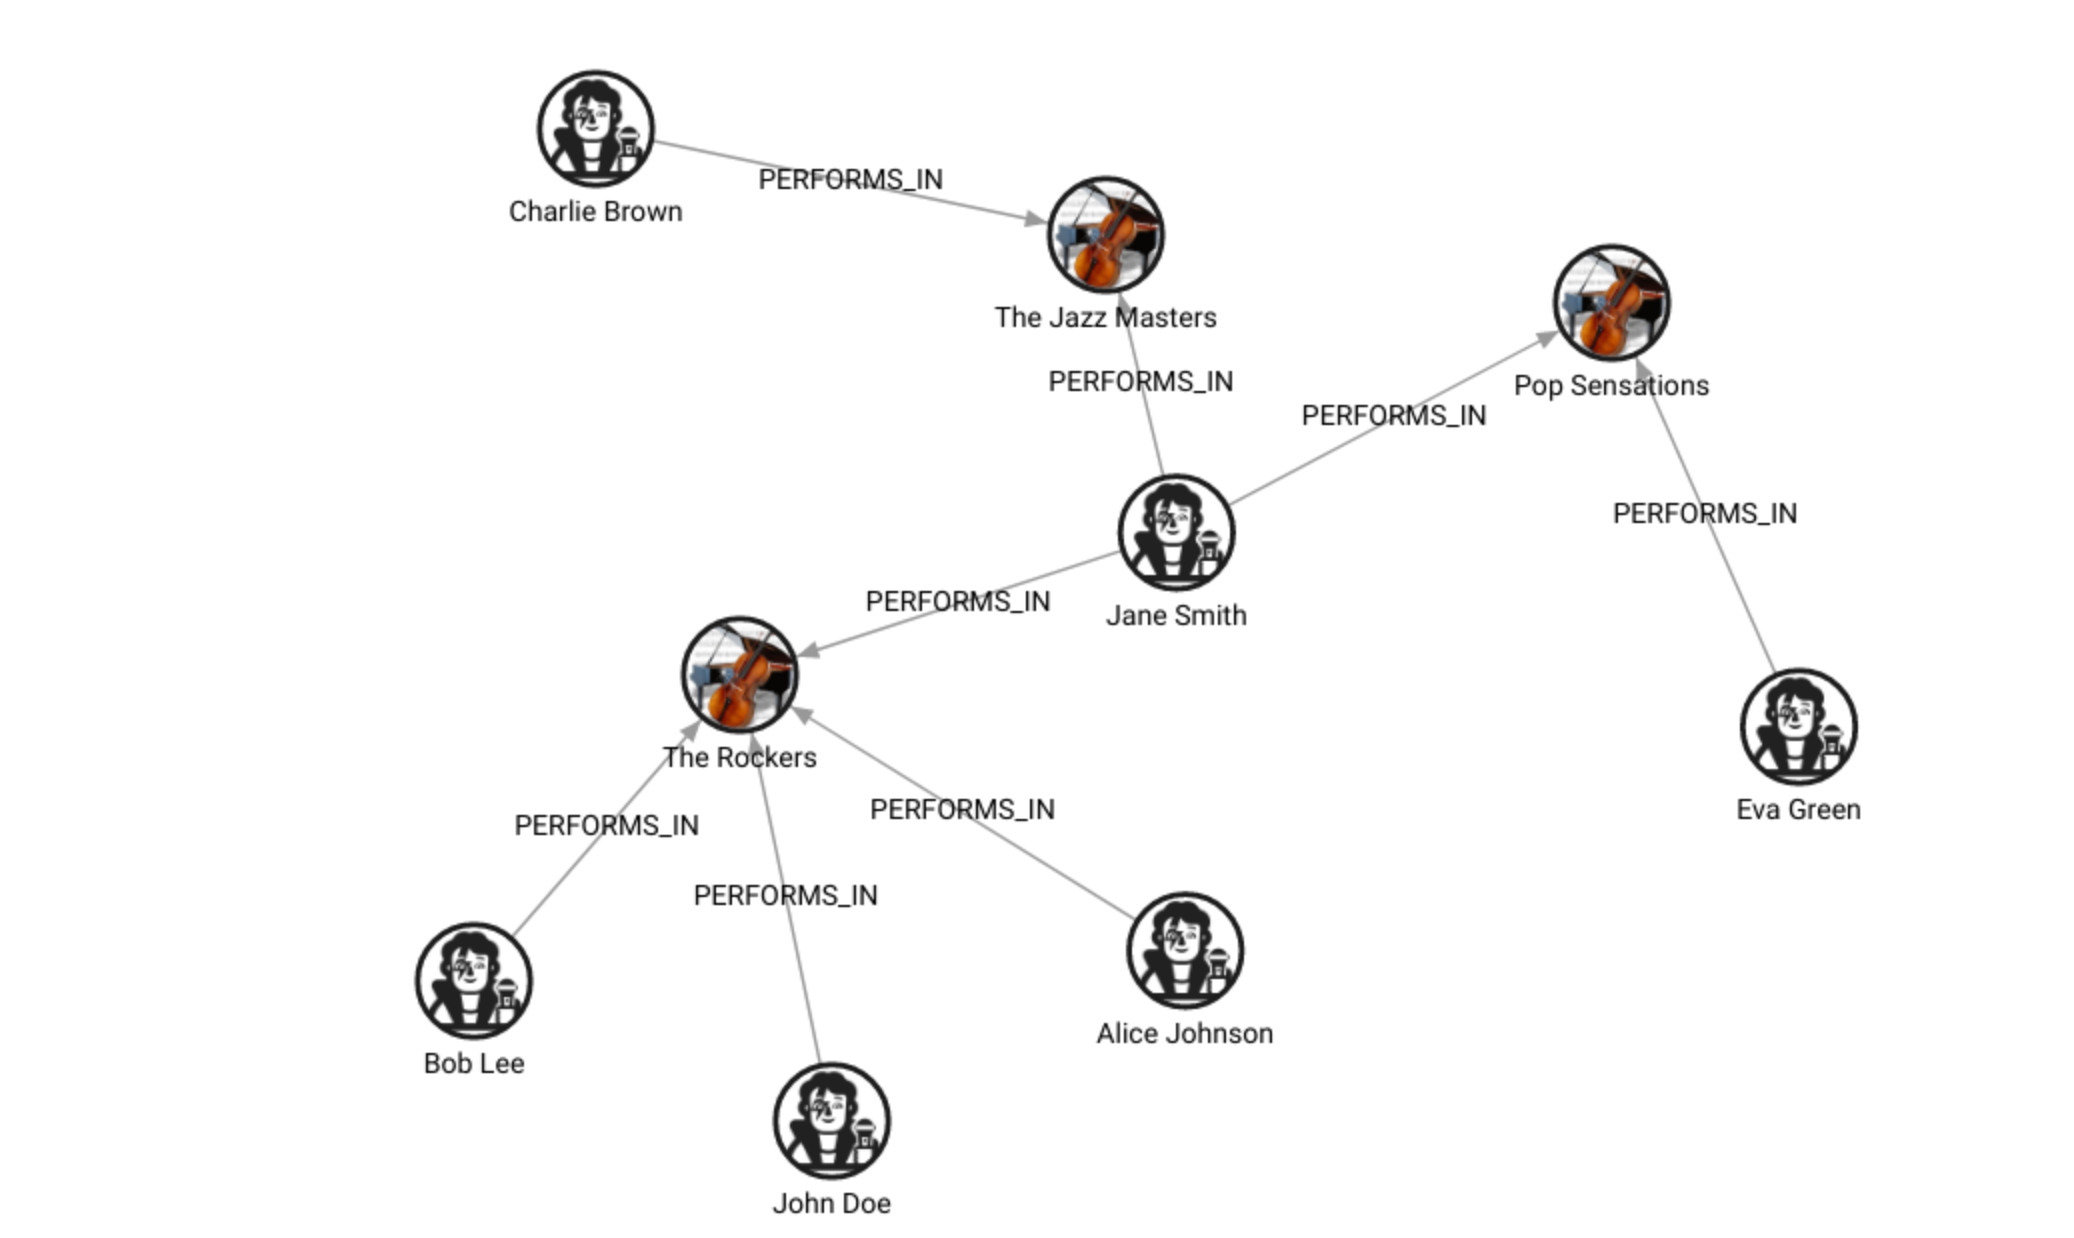 PERFORMS_IN
Charlie Brown
The Jazz Masters
PERFORMS_IN
Pop Sensations
PERFORMS_IN
PERFORMS_IN
PERFORMS_IN
Jane Smith
The Rockers
PERFORMS_IN
Eva Green
PERFORMS_IN
PERFORMS_IN
Alice Johnson
Bob Lee
John Doe